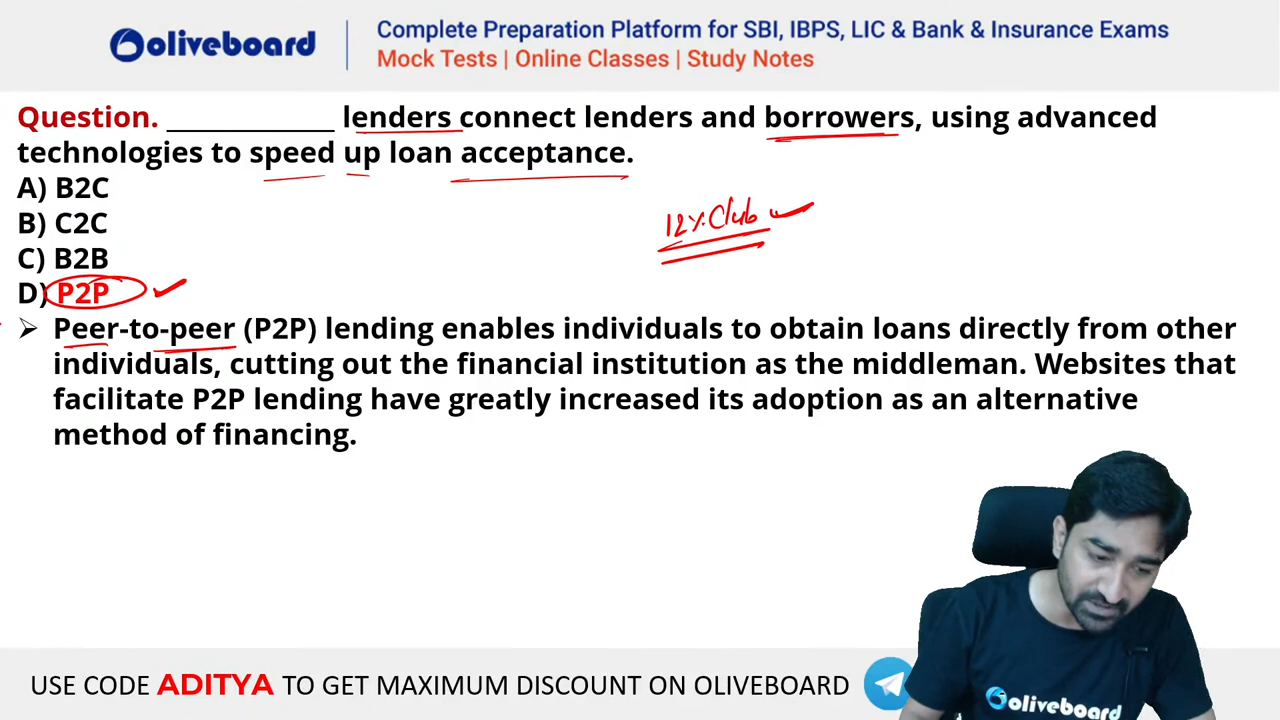 oliveboard
Complete Preparation Platform for SBI, IBPS, LIC & Bank & Insurance Exams
Mock Tests | Online Classes | Study Notes
Question. ____________ lenders connect lenders and borrowers, using advanced
technologies to speed up loan acceptance.
A) B2C
B) C2C
C) B2B
D) P2P
12% Club
➢ Peer-to-peer (P2P) lending enables individuals to obtain loans directly from other
individuals, cutting out the financial institution as the middleman. Websites that
facilitate P2P lending have greatly increased its adoption as an alternative
method of financing.
USE CODE ADITYA TO GET MAXIMUM DISCOUNT ON OLIVEBOARD
oliveboard